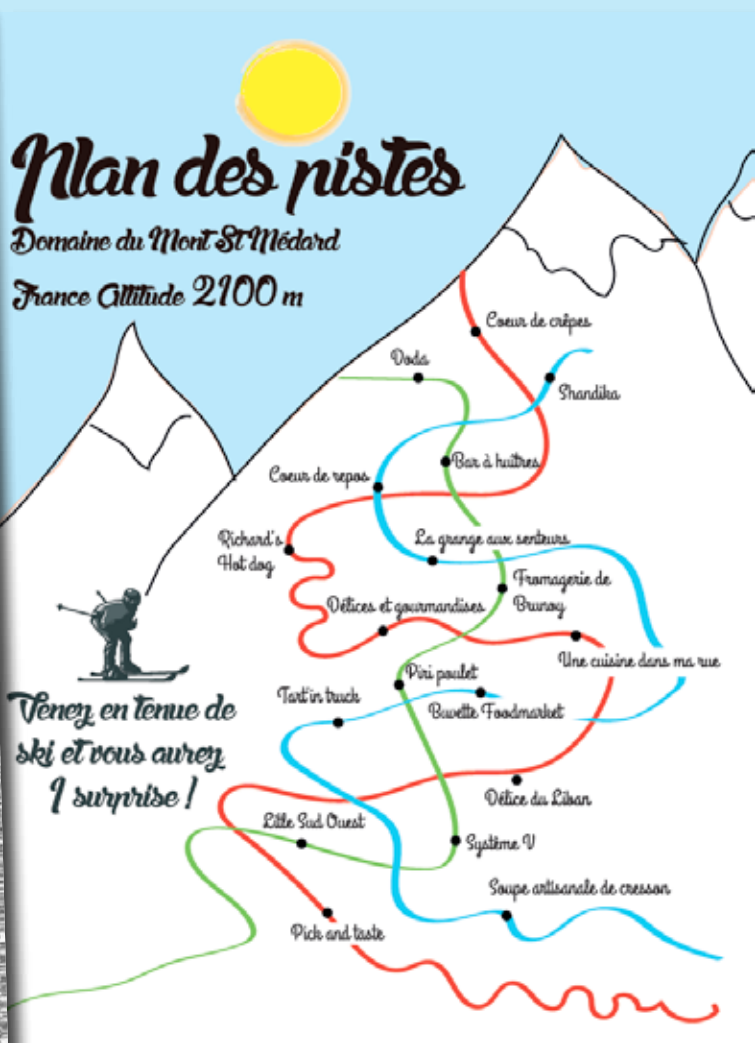 Plan des pistes
Domaine du Mont St Médard
France Altitude 2100 m
Coeur de crêpes
Doda
Shandika
Bar à huîtres
Coeur de repos
Richard's
Hot dog
La grange aux senteurs
Fromagerie de
Brunoy
Délices et gourmandises
Une cuisine dans ma rue
Piri poulet
Tart'in truck
Buvette Foodmarket
Venez en tenue de
ski et vous aurez
1 surprise !
Délice du Liban
Little Sud Ouest
Système V
Soupe artisanale de cresson
Pick and taste